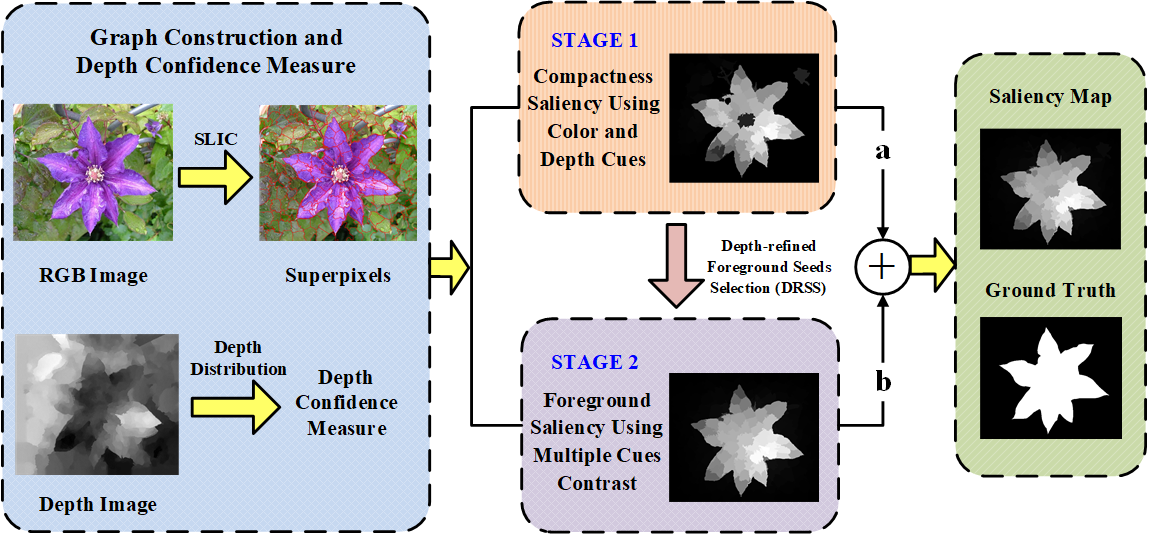 Graph Construction and
Depth Confidence Measure
SLIC
RGB Image
Superpixels
Depth
Distribution
Depth
Confidence
Measure
Depth Image
STAGE 1
Compactness
Saliency Using
Color and
Depth Cues
Depth-refined
Foreground Seeds
Selection (DRSS)
STAGE 2
Foreground
Saliency Using
Multiple Cues
Contrast
a
+
b
Saliency Map
Ground Truth